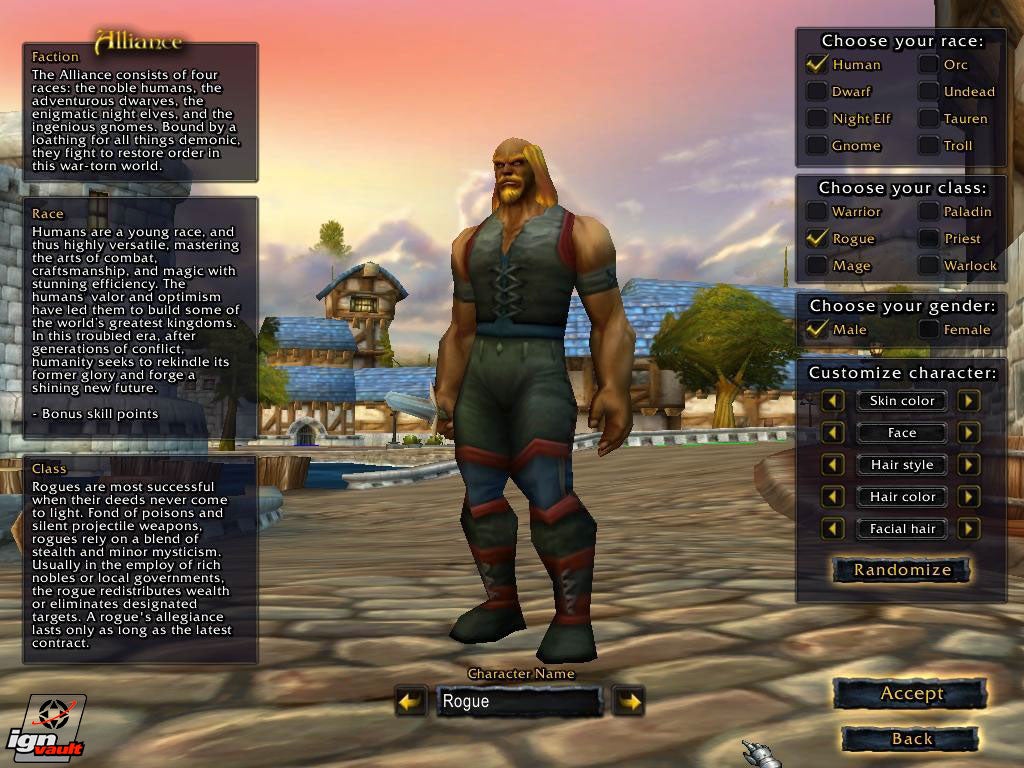 Alliance
Faction
The Alliance consists of four
races: the noble humans, the
adventurous dwarves, the
enigmatic night elves, and the
ingenious gnomes. Bound by a
loathing for all things demonic,
they fight to restore order in
this war-torn world.
Race
Humans are a young race, and
thus highly versatile, mastering
the arts of combat,
craftsmanship, and magic with
stunning efficiency. The
humans' valor and optimism
have led them to build some of
the world's greatest kingdoms.
In this troubled era, after
generations of conflict,
humanity seeks to rekindle its
former glory and forge a
shining new future.
- Bonus skill points
Class
Rogues are most successful
when their deeds never come
to light. Fond of poisons and
silent projectile weapons,
rogues rely on a blend of
stealth and minor mysticism.
Usually in the employ of rich
nobles or local governments,
the rogue redistributes wealth
or eliminates designated
targets. A rogue's allegiance
lasts only as long as the latest
contract.
ign
vault
Character Name
Rogue
Choose your race:
Human Orc
Dwarf Undead
Night Elf Tauren
Gnome Troll
Choose your class:
Warrior Paladin
Rogue Priest
Mage Warlock
Choose your gender:
Male Female
Customize character:
Skin color
Face
Hair style
Hair color
Facial hair
Randomize
Accept
Back